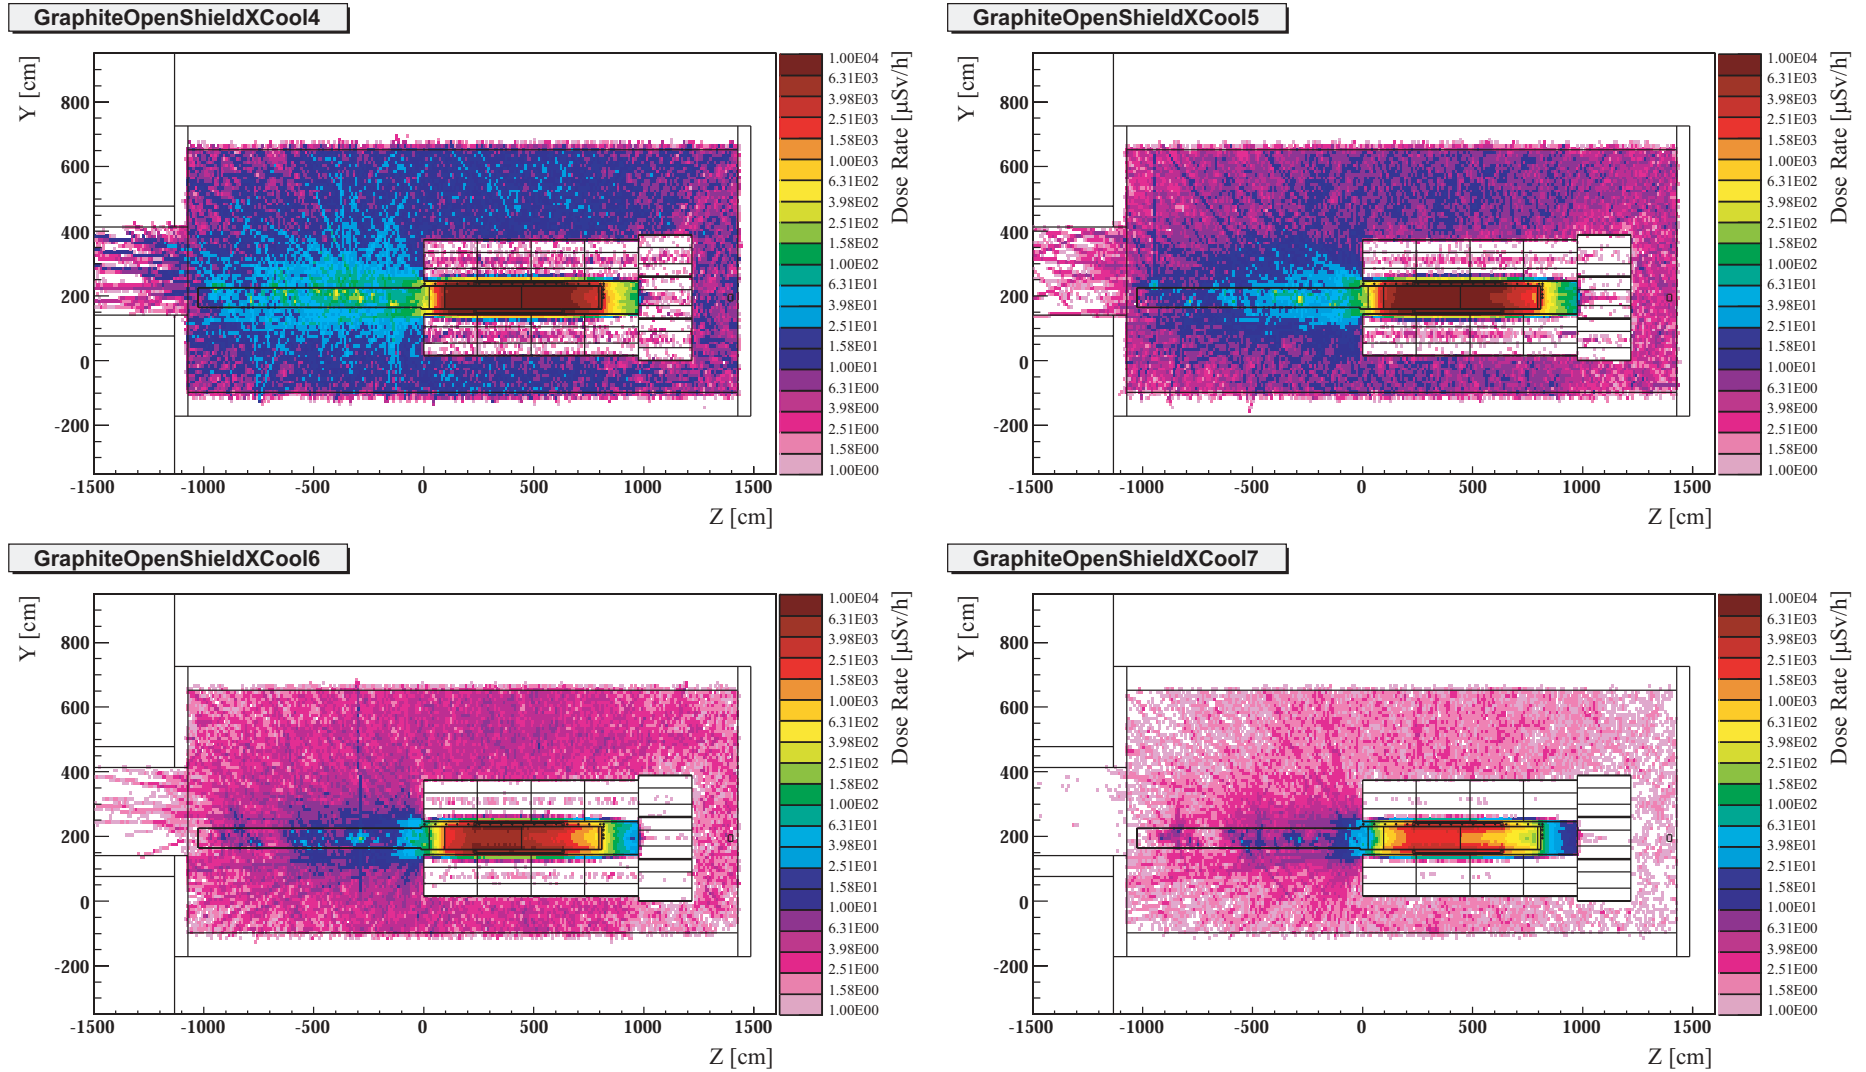 GraphiteOpenShieldXCool4
Y [cm]
800
600
400
200
0
-200
-1500 -1000 -500 0 500 1000 1500
Z [cm]
1.00E04
6.31E03
3.98E03
2.51E03
1.58E03
1.00E03
6.31E02
3.98E02
2.51E02
1.58E02
1.00E02
6.31E01
3.98E01
2.51E01
1.58E01
1.00E01
6.31E00
3.98E00
2.51E00
1.58E00
1.00E00
Dose Rate [µSv/h]
GraphiteOpenShieldXCool5
Y [cm]
800
600
400
200
0
-200
-1500 -1000 -500 0 500 1000 1500
Z [cm]
1.00E04
6.31E03
3.98E03
2.51E03
1.58E03
1.00E03
6.31E02
3.98E02
2.51E02
1.58E02
1.00E02
6.31E01
3.98E01
2.51E01
1.58E01
1.00E01
6.31E00
3.98E00
2.51E00
1.58E00
1.00E00
Dose Rate [µSv/h]
GraphiteOpenShieldXCool6
Y [cm]
800
600
400
200
0
-200
-1500 -1000 -500 0 500 1000 1500
Z [cm]
1.00E04
6.31E03
3.98E03
2.51E03
1.58E03
1.00E03
6.31E02
3.98E02
2.51E02
1.58E02
1.00E02
6.31E01
3.98E01
2.51E01
1.58E01
1.00E01
6.31E00
3.98E00
2.51E00
1.58E00
1.00E00
Dose Rate [µSv/h]
GraphiteOpenShieldXCool7
Y [cm]
800
600
400
200
0
-200
-1500 -1000 -500 0 500 1000 1500
Z [cm]
1.00E04
6.31E03
3.98E03
2.51E03
1.58E03
1.00E03
6.31E02
3.98E02
2.51E02
1.58E02
1.00E02
6.31E01
3.98E01
2.51E01
1.58E01
1.00E01
6.31E00
3.98E00
2.51E00
1.58E00
1.00E00
Dose Rate [µSv/h]